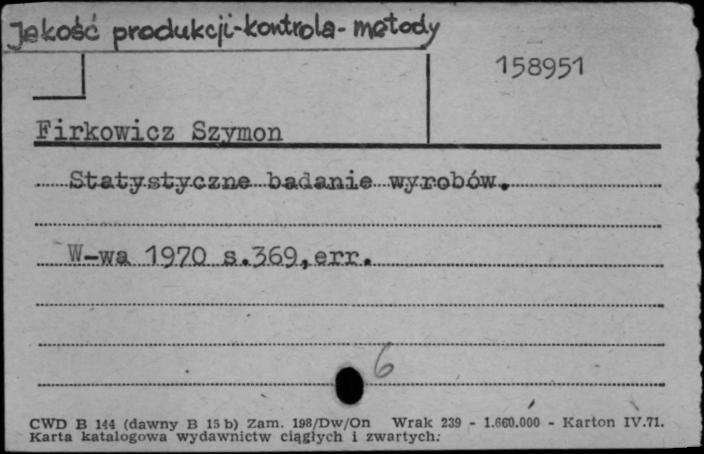 Jakość produkcji-kontrola-metody
158951
Firkowicz Szymon
Statystyczne badanie wyrobów.
W-wa 1970 s.369,err.
6
CWD B 144 (dawny B 15 b) Zam. 198/Dw/On Wrak 239 - 1.660.000 - Karton IV.71.
Karta katalogowa wydawnictw ciągłych i zwartych.